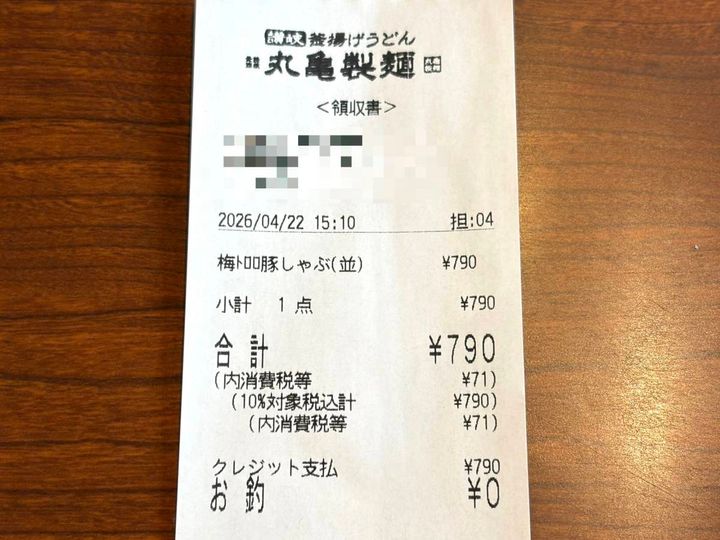 讃岐 釜揚げうどん
丸亀製麺
<領収書>
2026/04/22 15:10 担:04
梅ﾄﾛﾛ豚しゃぶ(並) ¥790
小計 1 点 ¥790
合計 ¥790
(内消費税等 ¥71)
(10%対象税込計 ¥790)
(内消費税等 ¥71)
クレジット支払 ¥790
お釣 ¥0